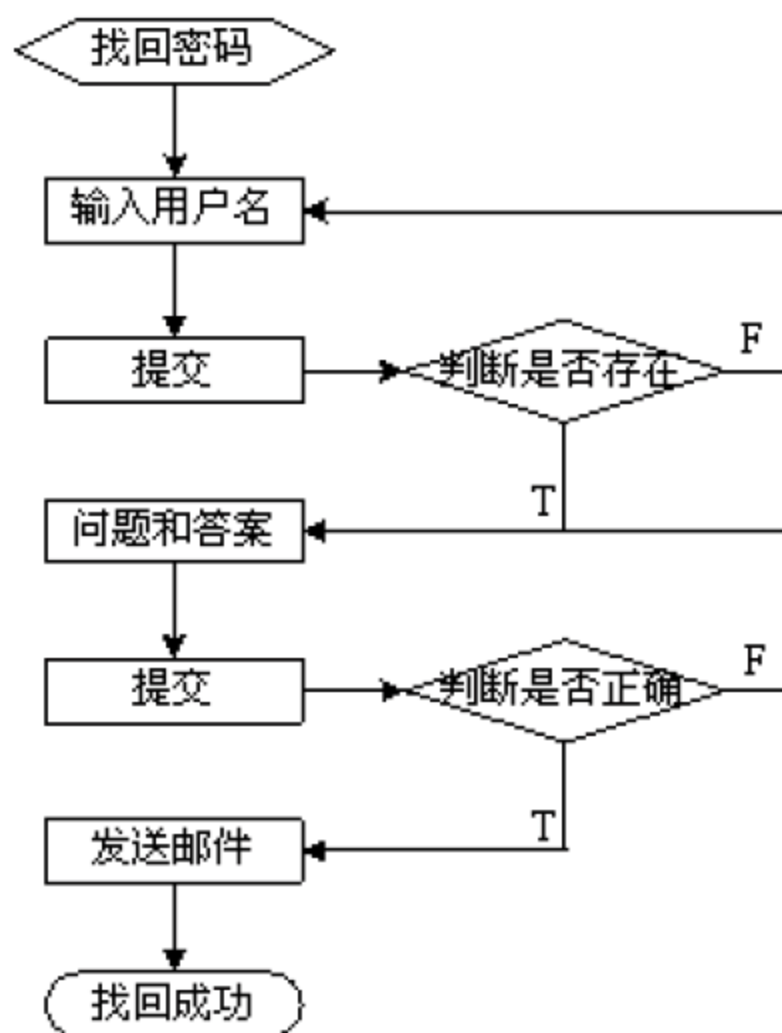 找回密码
输入用户名
提交
判断是否存在
F
T
问题和答案
提交
判断是否正确
F
T
发送邮件
找回成功